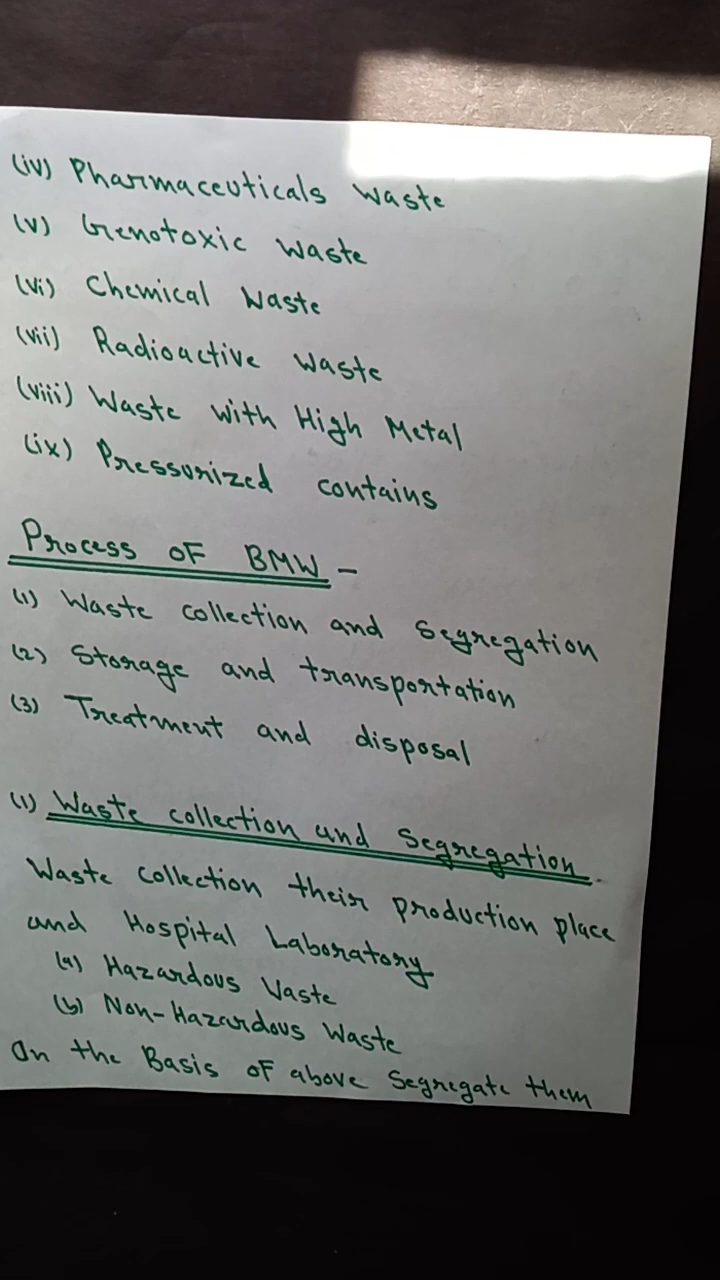 (iv) Pharmaceuticals Waste
(v) Genotoxic Waste
(vi) Chemical Waste
(vii) Radioactive Waste
(viii) Waste with High Metal
(ix) Pressurized contains
Process of BMW -
(1) Waste collection and Segregation
(2) Storage and transportation
(3) Treatment and disposal
(1) Waste collection and Segregation
Waste collection their production place
and Hospital Laboratory
(a) Hazardous Waste
(b) Non-Hazardous Waste
On the Basis of above Segregate them